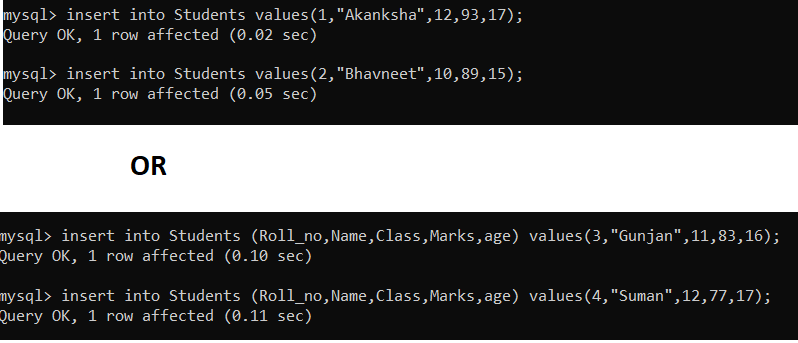 mysql> insert into Students values(1,"Akanksha",12,93,17);
Query OK, 1 row affected (0.02 sec)
mysql> insert into Students values(2,"Bhavneet",10,89,15);
Query OK, 1 row affected (0.05 sec)
OR
mysql> insert into Students (Roll_no,Name,Class,Marks,age) values(3,"Gunjan",11,83,16);
Query OK, 1 row affected (0.10 sec)
mysql> insert into Students (Roll_no,Name,Class,Marks,age) values(4,"Suman",12,77,17);
Query OK, 1 row affected (0.11 sec)